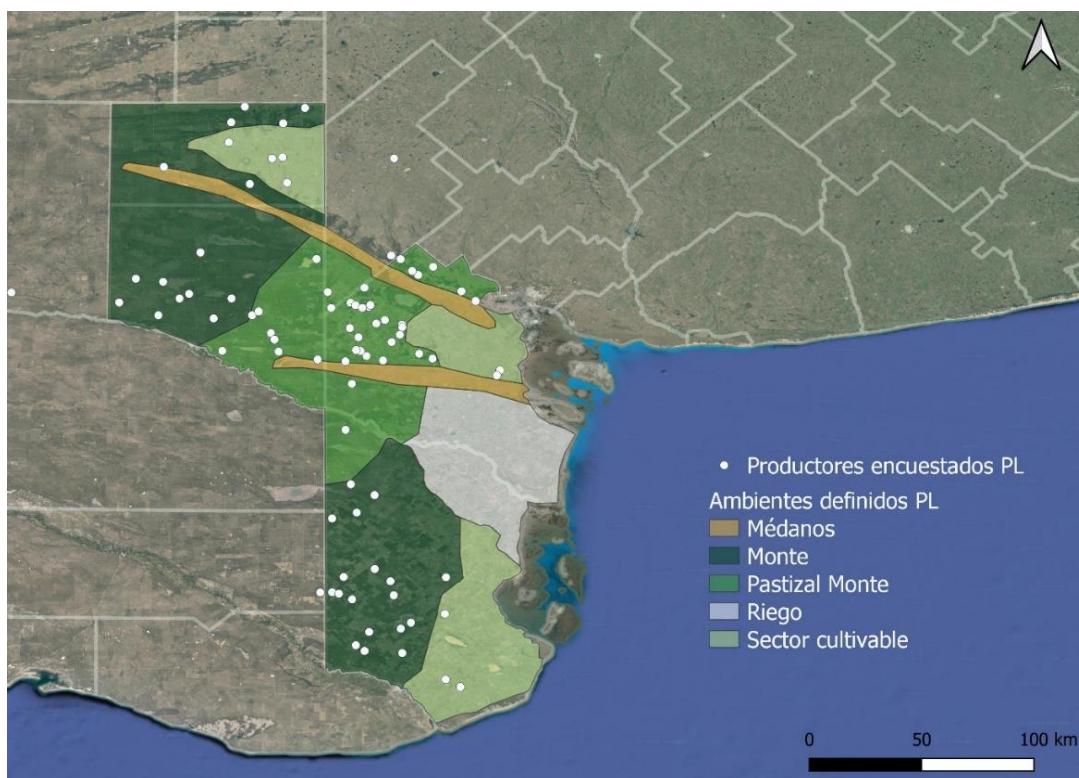 Productores encuestados PL
Ambientes definidos PL
Médanos
Monte
Pastizal Monte
Riego
Sector cultivable
0 50 100 km